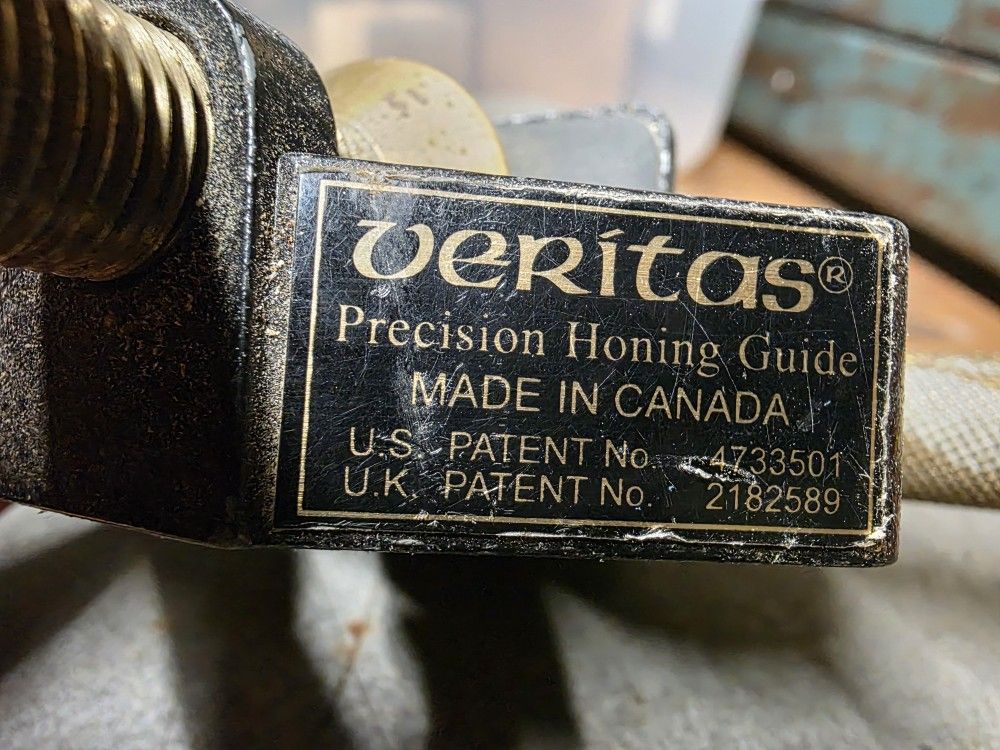 Veritas®
Precision Honing Guide
MADE IN CANADA
U.S. PATENT No. 4733501
U.K. PATENT No. 2182589